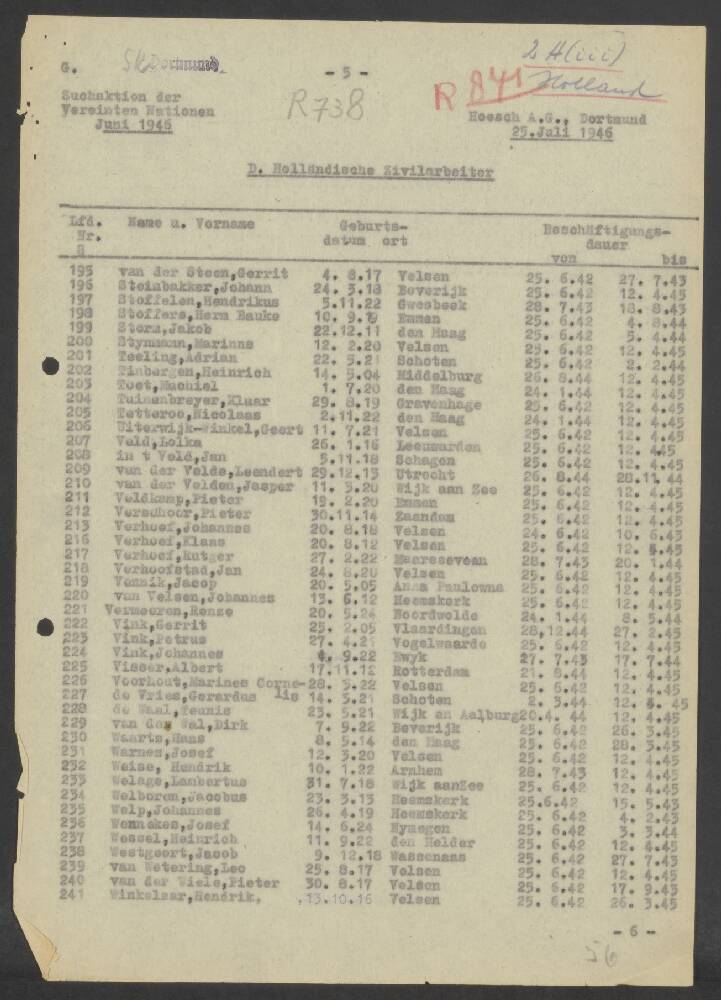 G. SK Dortmund.
- 5 -
2 H(iii)
R 841 Holland
R738
Suchaktion der
Vereinten Nationen
Juni 1946
Hoesch A.G., Dortmund
25.Juli 1946
D. Holländische Zivilarbeiter
Lfd. Name u. Vorname Geburts- Beschäftigungs-
Nr. datum ort dauer
von bis
195 van der Steen,Gerrit 4. 8.17 Velsen 25. 6.42 27. 7.43
196 Steinbakker,Johann 24. 3.18 Beverijk 25. 6.42 12. 4.45
197 Stoffelen,Hendrikus 5.11.22 Gwesbeek 28. 7.43 18. 8.43
198 Stoffers,Herm Hauko 10. 9.19 Emmen 25. 6.42 4. 8.44
199 Storm,Jakob 22.12.11 den Haag 25. 6.42 5. 4.44
200 Stymmann,Marinns 12. 2.20 Velsen 25. 6.42 12. 4.45
201 Teeling,Adrian 22. 5.21 Schoten 25. 6.42 2. 2.44
202 Tinbergen,Heinrich 14. 5.04 Middelburg 26. 8.44 12. 4.45
203 Toet,Machiel 1. 7.20 den Haag 24. 1.44 12. 4.45
204 Tuinenbreyer,Kluar 29. 8.19 Gravenhage 25. 6.42 12. 4.45
205 Tetteroo,Nicolaas 2.11.22 den Haag 24. 1.44 12. 4.45
206 Uiterwijk-Winkel,Geert 11. 7.21 Velsen 25. 6.42 12. 4.45
207 Veld,Lolka 26. 1.16 Leeuwarden 25. 6.42 12. 4.45
208 in t Veld,Jan 5.11.18 Schagen 25. 6.42 12. 4.45
209 van der Velde,Leendert 29.12.13 Utrecht 26. 8.44 28.11. 44
210 van der Velden,Jasper 11. 3.20 Wijk aan Zee 25. 6.42 12. 4.45
211 Veldkamp,Pieter 19. 2.20 Emmen 25. 6.42 12. 4.45
212 Verschoor,Pieter 30.11.14 Zaandam 25. 6.42 12. 4.45
213 Verhoef,Johannes 20. 8.18 Velsen 24. 6.42 10. 6.43
216 Verhoef,Klaas 20. 8.12 Velsen 25. 6.42 12. 4.45
217 Verhoef,Rutger 27. 2.22 Maaresseveen 28. 7.43 20. 1.44
218 Verhoofstad,Jan 24. 8.20 Velsen 25. 6.42 12. 4.45
219 Jacop 20. 5.05 Anna Paulowna 25. 6.42 12. 4.45
220 van Velsen,Johannes 13. 6.12 Heemskerk 25. 6.42 12. 4.45
221 Vermeeren,Renze 20. 5.24 Noordwolde 24. 1.44 8. 5.44
222 Vink,Gerrit 25. 2.05 Vlaardingen 28.12.44 27. 2.45
223 Vink,Petrus 27. 4.21 Vogelwaarde 25. 6.42 12. 4.45
224 Vink,Johannes 4. 9.22 Ewyk 27. 7.43 17. 7.44
225 Visser,Albert 17.11.12 Rotterdam 21. 8.44 12. 4.45
226 Voorhout,Marines Corne- 28. 3.22 Velsen 25. 6.42 12. 4.45
227 de Vries,Gerardus lis 14. 3.21 Schoten 2. 3.44 12. 4. 45
228 de Waal,Teunis 23. 5.21 Wijk an Aalburg 20.4. 44 12. 4.45
229 van der Wal,Dirk 7. 9.22 Beverijk 25. 6.42 26. 3.45
230 Waarts,Hans 8. 5.14 den Haag 25. 6.42 28. 3.45
231 Warnes,Josef 12. 3.20 Velsen 25. 6.42 12. 4.45
232 Weise, Hendrik 10. 1.22 Arnhem 28. 7.43 12. 4.45
233 Welage,Lambertus 31. 7.18 Wijk aanZee 25. 6.42 12. 4.45
234 Welboren,Jacobus 23. 3.13 Heemskerk 25.6.42 15. 5.43
235 Welp,Johannes 26. 4.19 Heemskerk 25. 6.42 4. 2.43
236 Wennekes,Josef 14. 6.24 Nymegen 25. 6.42 3. 3.44
237 Wessel,Heinrich 11. 9.22 den Helder 25. 6.42 12. 4.45
238 Westgeert,Jacob 9. 12.18 Wassenaas 25. 6.42 27. 7.43
239 van Wetering,Leo 25. 8.17 Velsen 25. 6.42 12. 4.45
240 van der Wiele,Pieter 30. 8.17 Velsen 25. 6.42 17. 9.43
241 Winkelaar,Hendrik, 13.10.16 Velsen 25. 6.42 26. 3.45
- 6 -
56